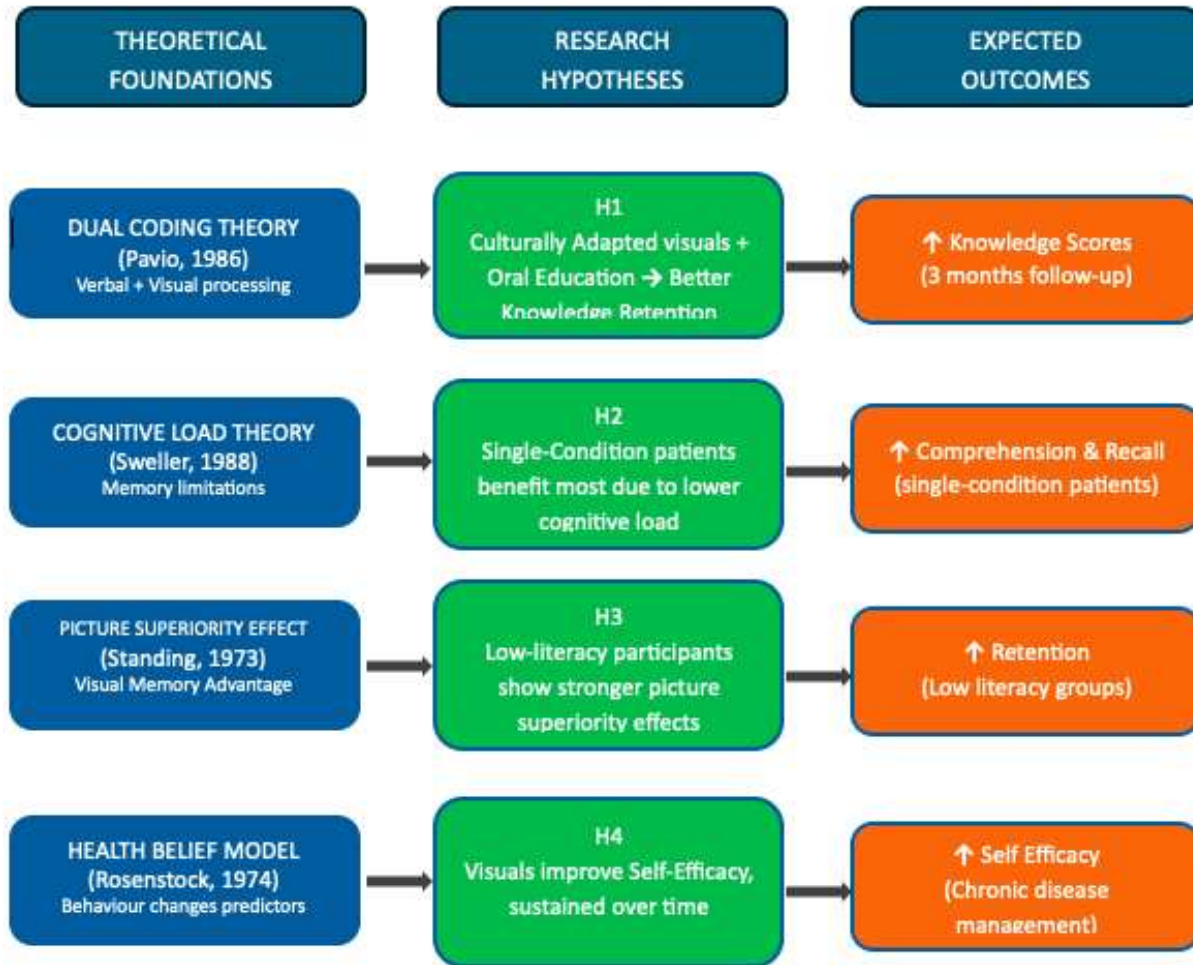 THEORETICAL
FOUNDATIONS
RESEARCH
HYPOTHESES
EXPECTED
OUTCOMES
DUAL CODING THEORY
(Pavio, 1986)
Verbal + Visual processing
H1
Culturally Adapted visuals +
Oral Education → Better
Knowledge Retention
↑ Knowledge Scores
(3 months follow-up)
COGNITIVE LOAD THEORY
(Sweller, 1988)
Memory limitations
H2
Single-Condition patients
benefit most due to lower
cognitive load
↑ Comprehension & Recall
(single-condition patients)
PICTURE SUPERIORITY EFFECT
(Standing, 1973)
Visual Memory Advantage
H3
Low-literacy participants
show stronger picture
superiority effects
↑ Retention
(Low literacy groups)
HEALTH BELIEF MODEL
(Rosenstock, 1974)
Behaviour changes predictors
H4
Visuals improve Self-Efficacy,
sustained over time
↑ Self Efficacy
(Chronic disease
management)